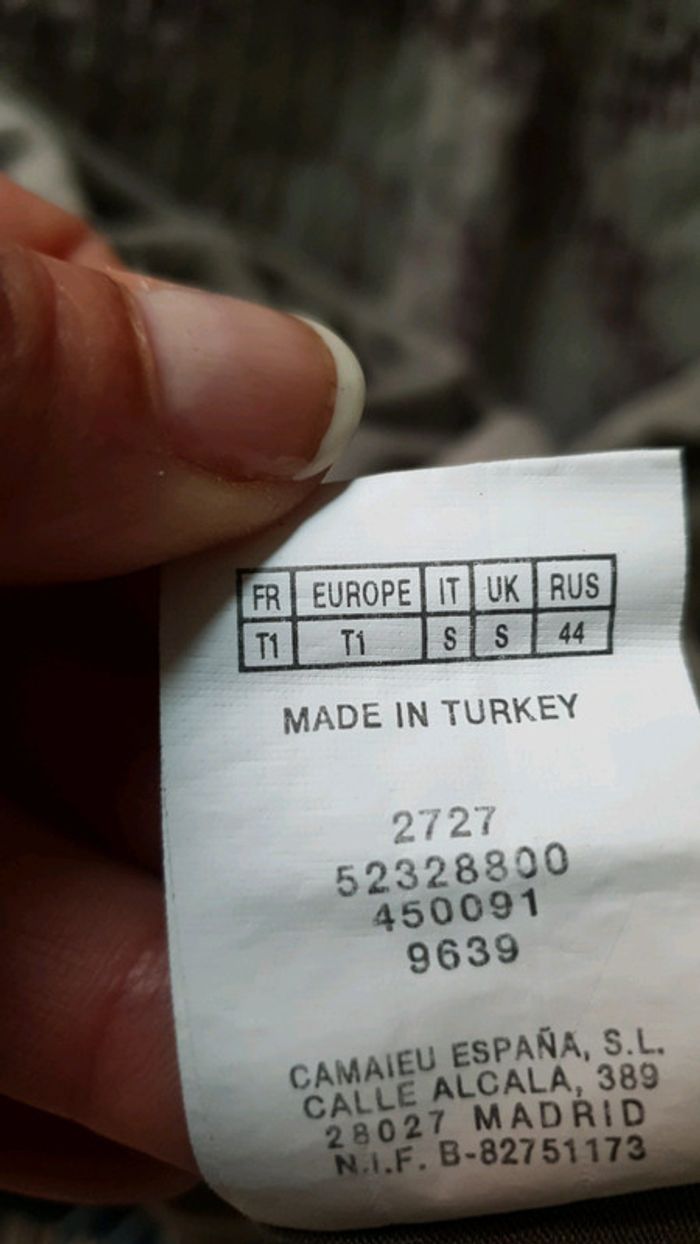 FR EUROPE IT UK RUS
T1 T1 S S 44
MADE IN TURKEY
2727
52328800
450091
9639
CAMAIEU ESPAÑA, S.L.
CALLE ALCALA, 389
28027 MADRID
N.I.F. B-82751173